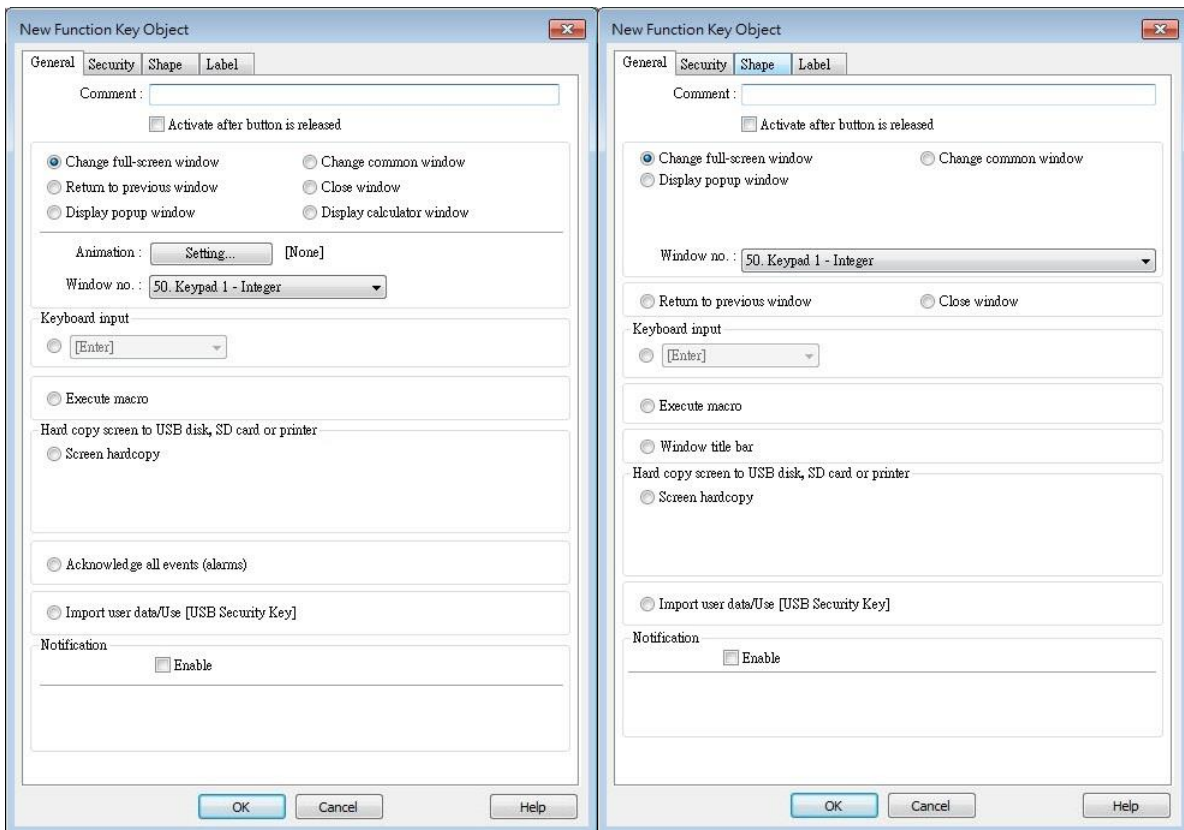 New Function Key Object
General Security Shape Label
Comment :
Activate after button is released
Change full-screen window Change common window
Return to previous window Close window
Display popup window Display calculator window
Animation : Setting... [None]
Window no. : 50. Keypad 1 - Integer
Keyboard input
[Enter]
Execute macro
Hard copy screen to USB disk, SD card or printer
Screen hardcopy
Acknowledge all events (alarms)
Import user data/Use [USB Security Key]
Notification
Enable
OK Cancel Help
New Function Key Object
General Security Shape Label
Comment :
Activate after button is released
Change full-screen window Change common window
Display popup window
Window no. : 50. Keypad 1 - Integer
Return to previous window Close window
Keyboard input
[Enter]
Execute macro
Window title bar
Hard copy screen to USB disk, SD card or printer
Screen hardcopy
Import user data/Use [USB Security Key]
Notification
Enable
OK Cancel Help